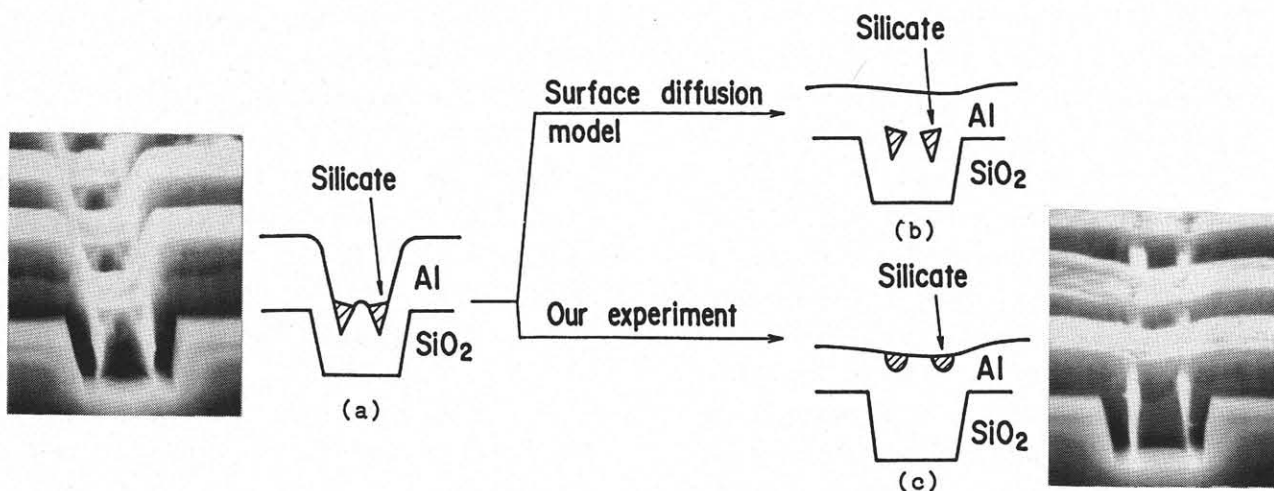 Silicate
Al
SiO₂
(a)
Surface diffusion
model
Our experiment
Silicate
Al
SiO₂
(b)
Silicate
Al
SiO₂
(c)